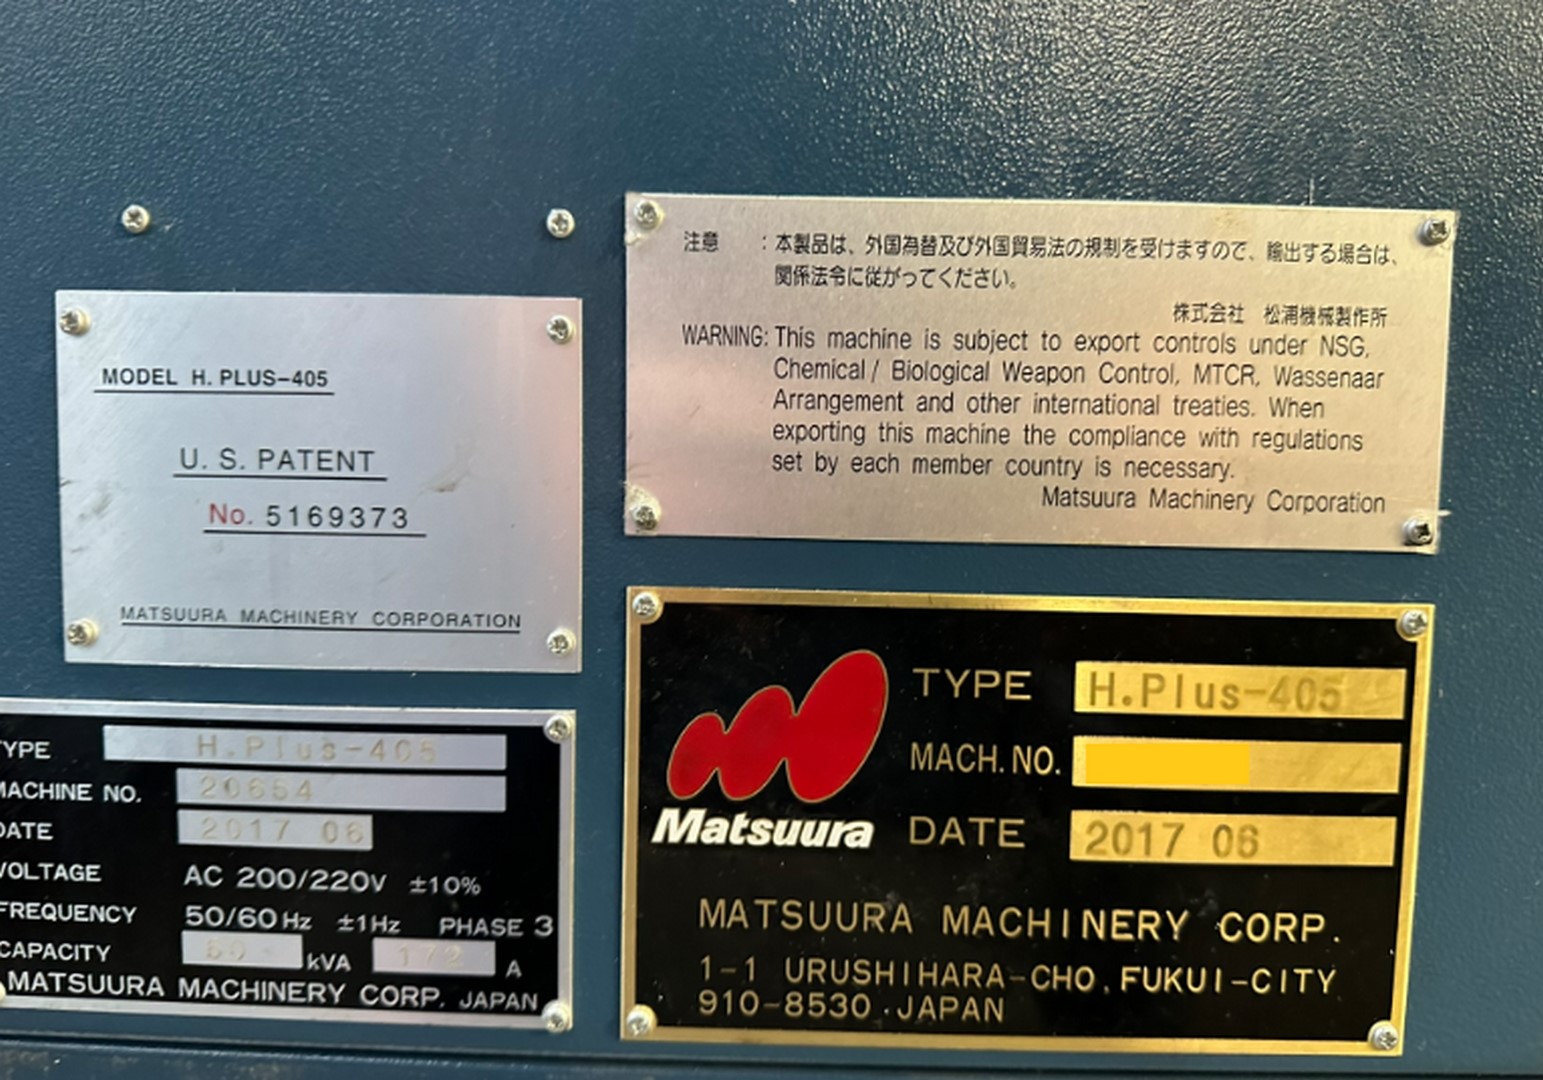 注意 : 本製品は、外国為替及び外国貿易法の規制を受けますので、輸出する場合は、
関係法令に従がってください。
株式会社 松浦機械製作所
WARNING: This machine is subject to export controls under NSG,
Chemical / Biological Weapon Control, MTCR, Wassenaar
Arrangement and other international treaties. When
exporting this machine the compliance with regulations
set by each member country is necessary.
Matsuura Machinery Corporation
MODEL H. PLUS-405
U. S. PATENT
No. 5169373
MATSUURA MACHINERY CORPORATION
TYPE H.Plus-405
MACHINE NO. 20654
DATE 2017 06
VOLTAGE AC 200/220V ±10%
FREQUENCY 50/60 Hz ±1Hz PHASE 3
CAPACITY kVA A
MATSUURA MACHINERY CORP. JAPAN
Matsuura
TYPE H.Plus-405
MACH. NO.
DATE 2017 06
MATSUURA MACHINERY CORP.
1-1 URUSHIHARA-CHO, FUKUI-CITY
910-8530 · JAPAN